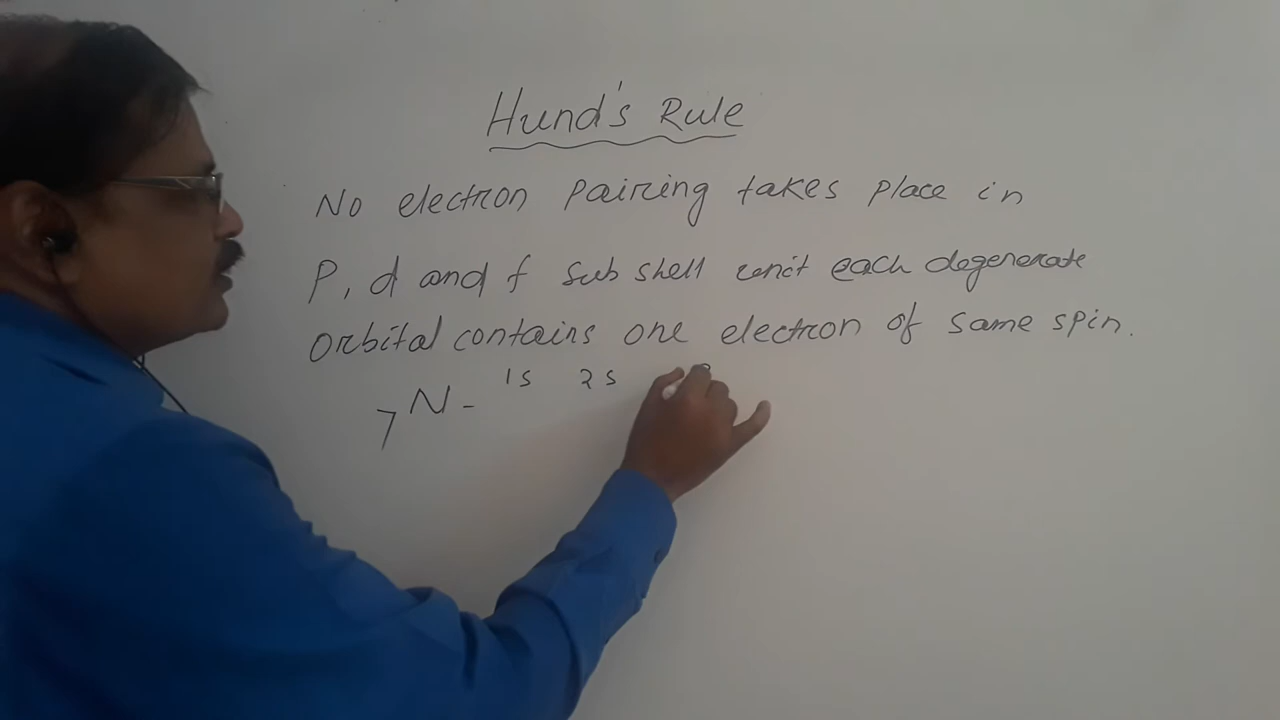 Hund's Rule
No electron pairing takes place in
P, d and f sub shell until each degenerate
orbital contains one electron of same spin.
7N- 1s 2s